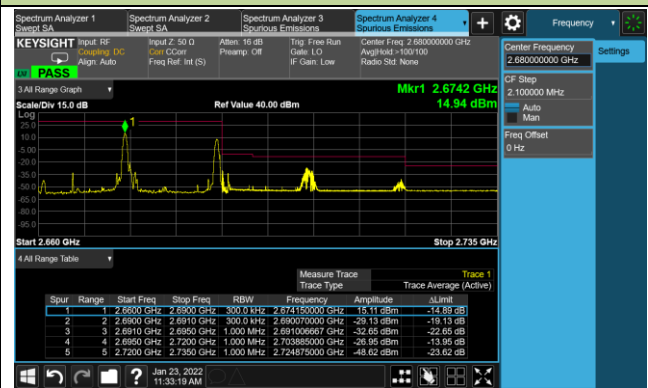 Spectrum Analyzer 1 Spectrum Analyzer 2 Spectrum Analyzer 3 Spectrum Analyzer 4 Frequency
Swept SA Swept SA Spurious Emissions Spurious Emissions
KEYSIGHT Input: RF Input Z: 50 Ω Atten: 16 dB Trig: Free Run Center Freq: 2.680000000 GHz
Coupling: DC Corr CCorr Preamp: Off Gate: LO Avg|Hold:>100/100
Align: Auto Freq Ref: Int (S) IF Gain: Low Radio Std: None
PASS
Center Frequency Settings
2.680000000 GHz
CF Step
2.100000 MHz
Auto
Man
Freq Offset
0 Hz
3 All Range Graph Mkr1 2.6742 GHz
Scale/Div 15.0 dB Ref Value 40.00 dBm 14.94 dBm
Log
25.0
10.0
-5.00
-20.0
-35.0
-50.0
-65.0
-80.0
-95.0
1
Start 2.660 GHz Stop 2.735 GHz
4 All Range Table
Measure Trace Trace 1
Trace Type Trace Average (Active)
Spur Range Start Freq Stop Freq RBW Frequency Amplitude ΔLimit
1 1 2.6600 GHz 2.6900 GHz 300.0 kHz 2.674150000 GHz 15.11 dBm -14.89 dB
2 2 2.6900 GHz 2.6910 GHz 300.0 kHz 2.690070000 GHz -29.13 dBm -19.13 dB
3 3 2.6910 GHz 2.6950 GHz 1.000 MHz 2.691006667 GHz -32.65 dBm -22.65 dB
4 4 2.6950 GHz 2.7200 GHz 1.000 MHz 2.703885000 GHz -26.95 dBm -13.95 dB
5 5 2.7200 GHz 2.7350 GHz 1.000 MHz 2.724875000 GHz -48.62 dBm -23.62 dB
Jan 23, 2022
11:33:19 AM